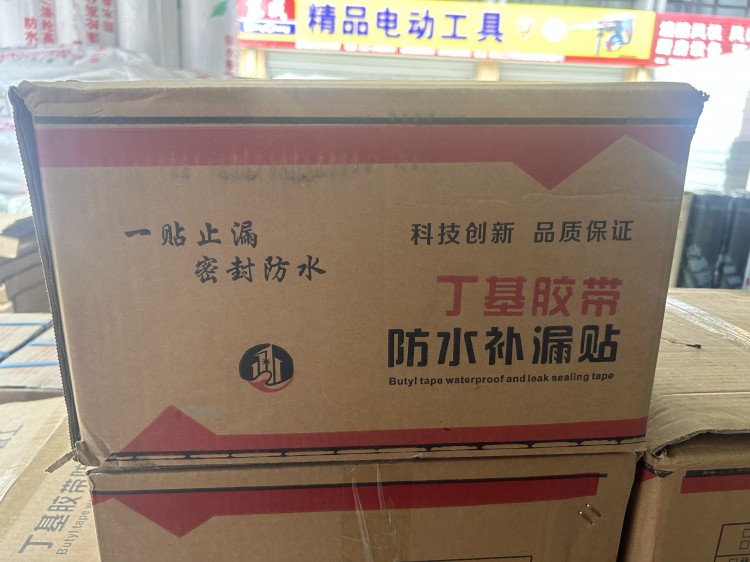 精品电动工具
一贴止漏
密封防水
科技创新 品质保证
丁基胶带
防水补漏贴
Butyl tape waterproof and leak sealing tape
丁基胶带
Butyl tape w